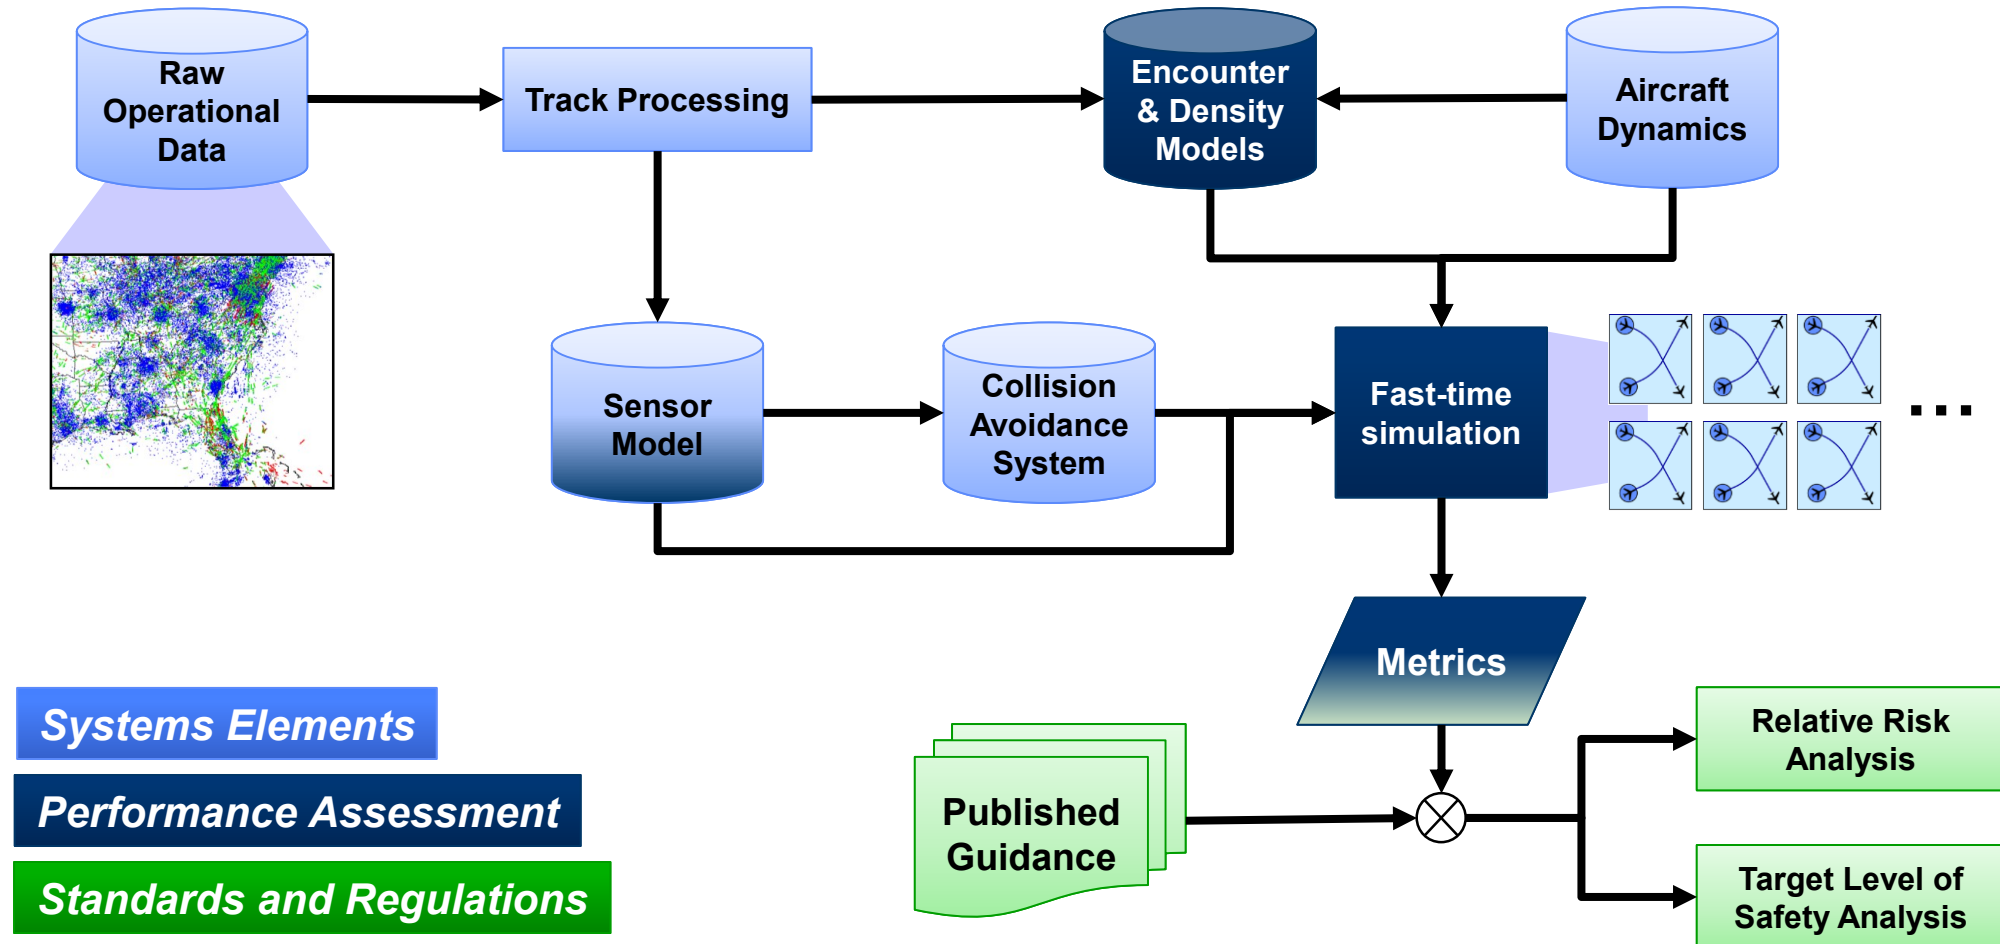 Raw
Operational
Data
Track Processing
Encounter
& Density
Models
Aircraft
Dynamics
Sensor
Model
Collision
Avoidance
System
Fast-time
simulation
...
Metrics
Systems Elements
Performance Assessment
Standards and Regulations
Published
Guidance
Relative Risk
Analysis
Target Level of
Safety Analysis